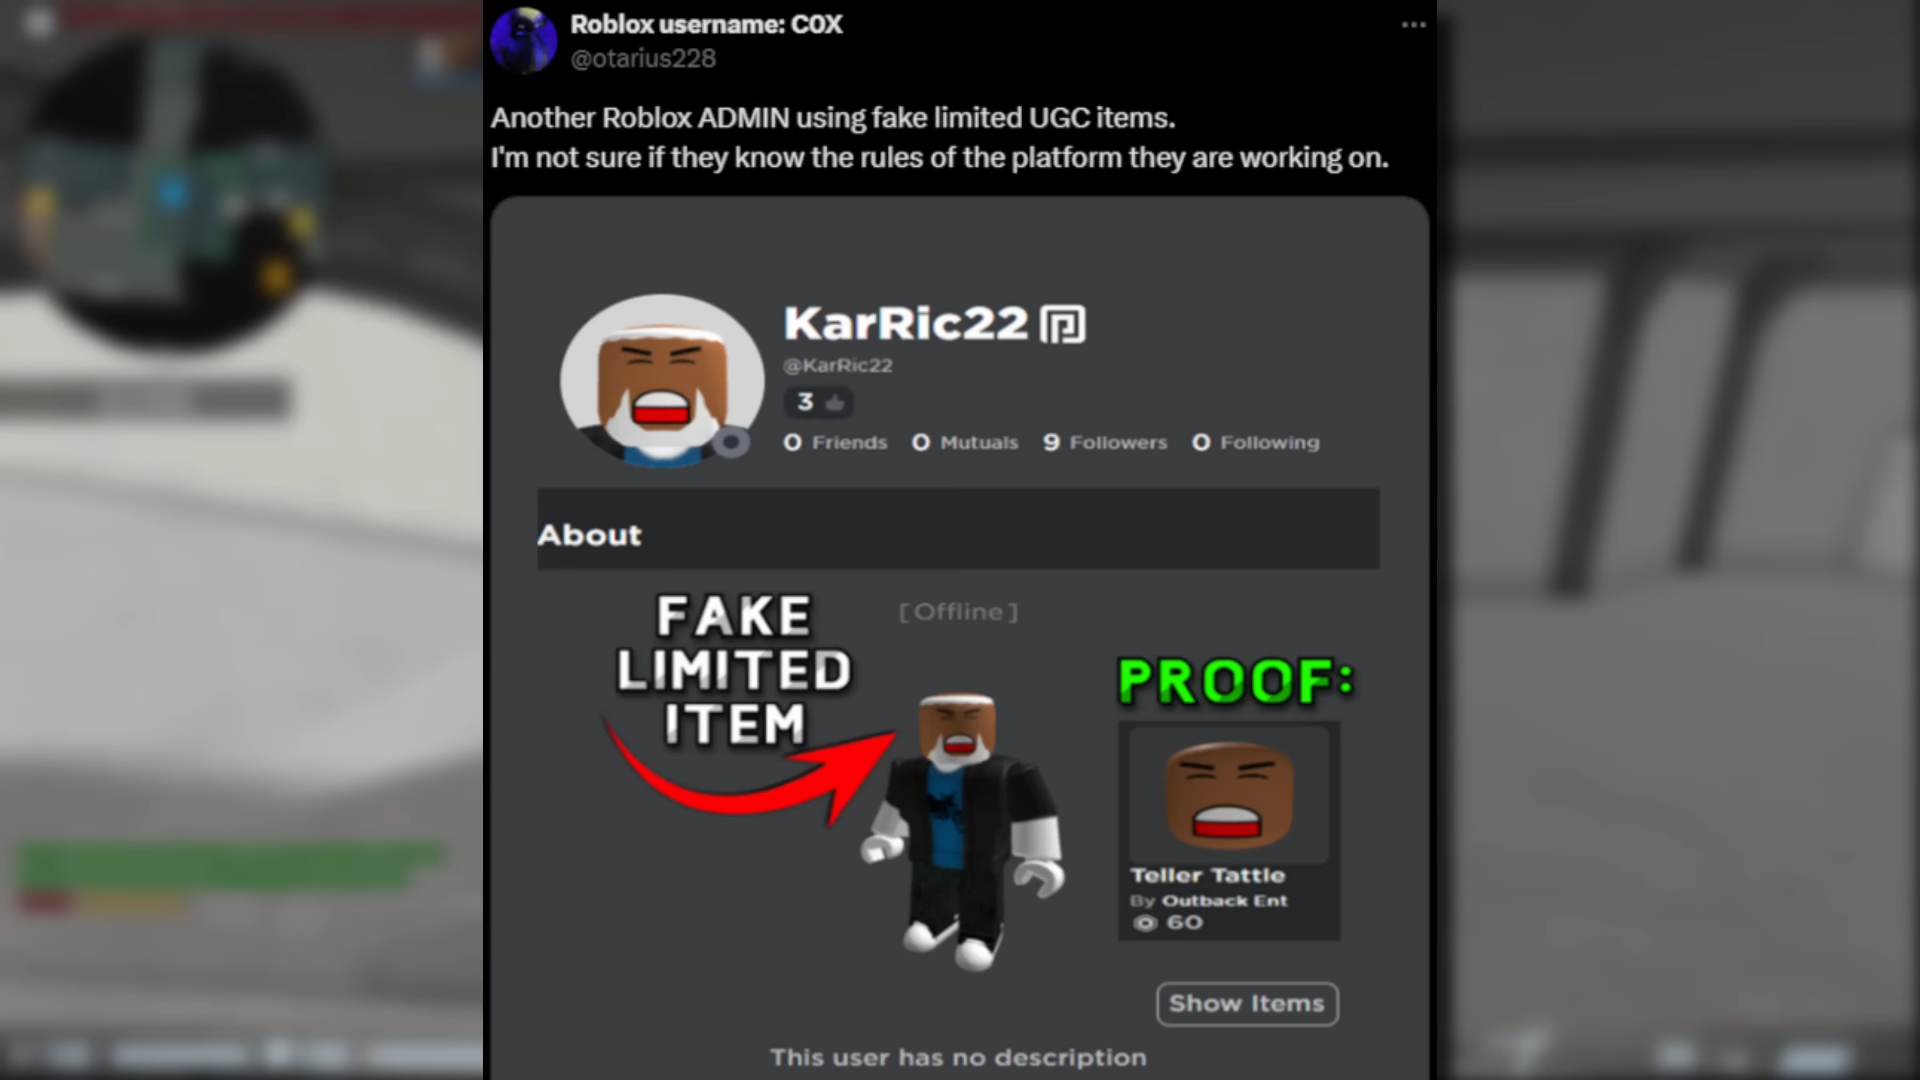 Roblox username: C0X
@otarius228
Another Roblox ADMIN using fake limited UGC items.
I'm not sure if they know the rules of the platform they are working on.
KarRic22
@KarRic22
3
0 Friends 0 Mutuals 9 Followers 0 Following
About
[ Offline ]
FAKE
LIMITED
ITEM
PROOF:
Teller Tattle
By Outback Ent
60
Show Items
This user has no description